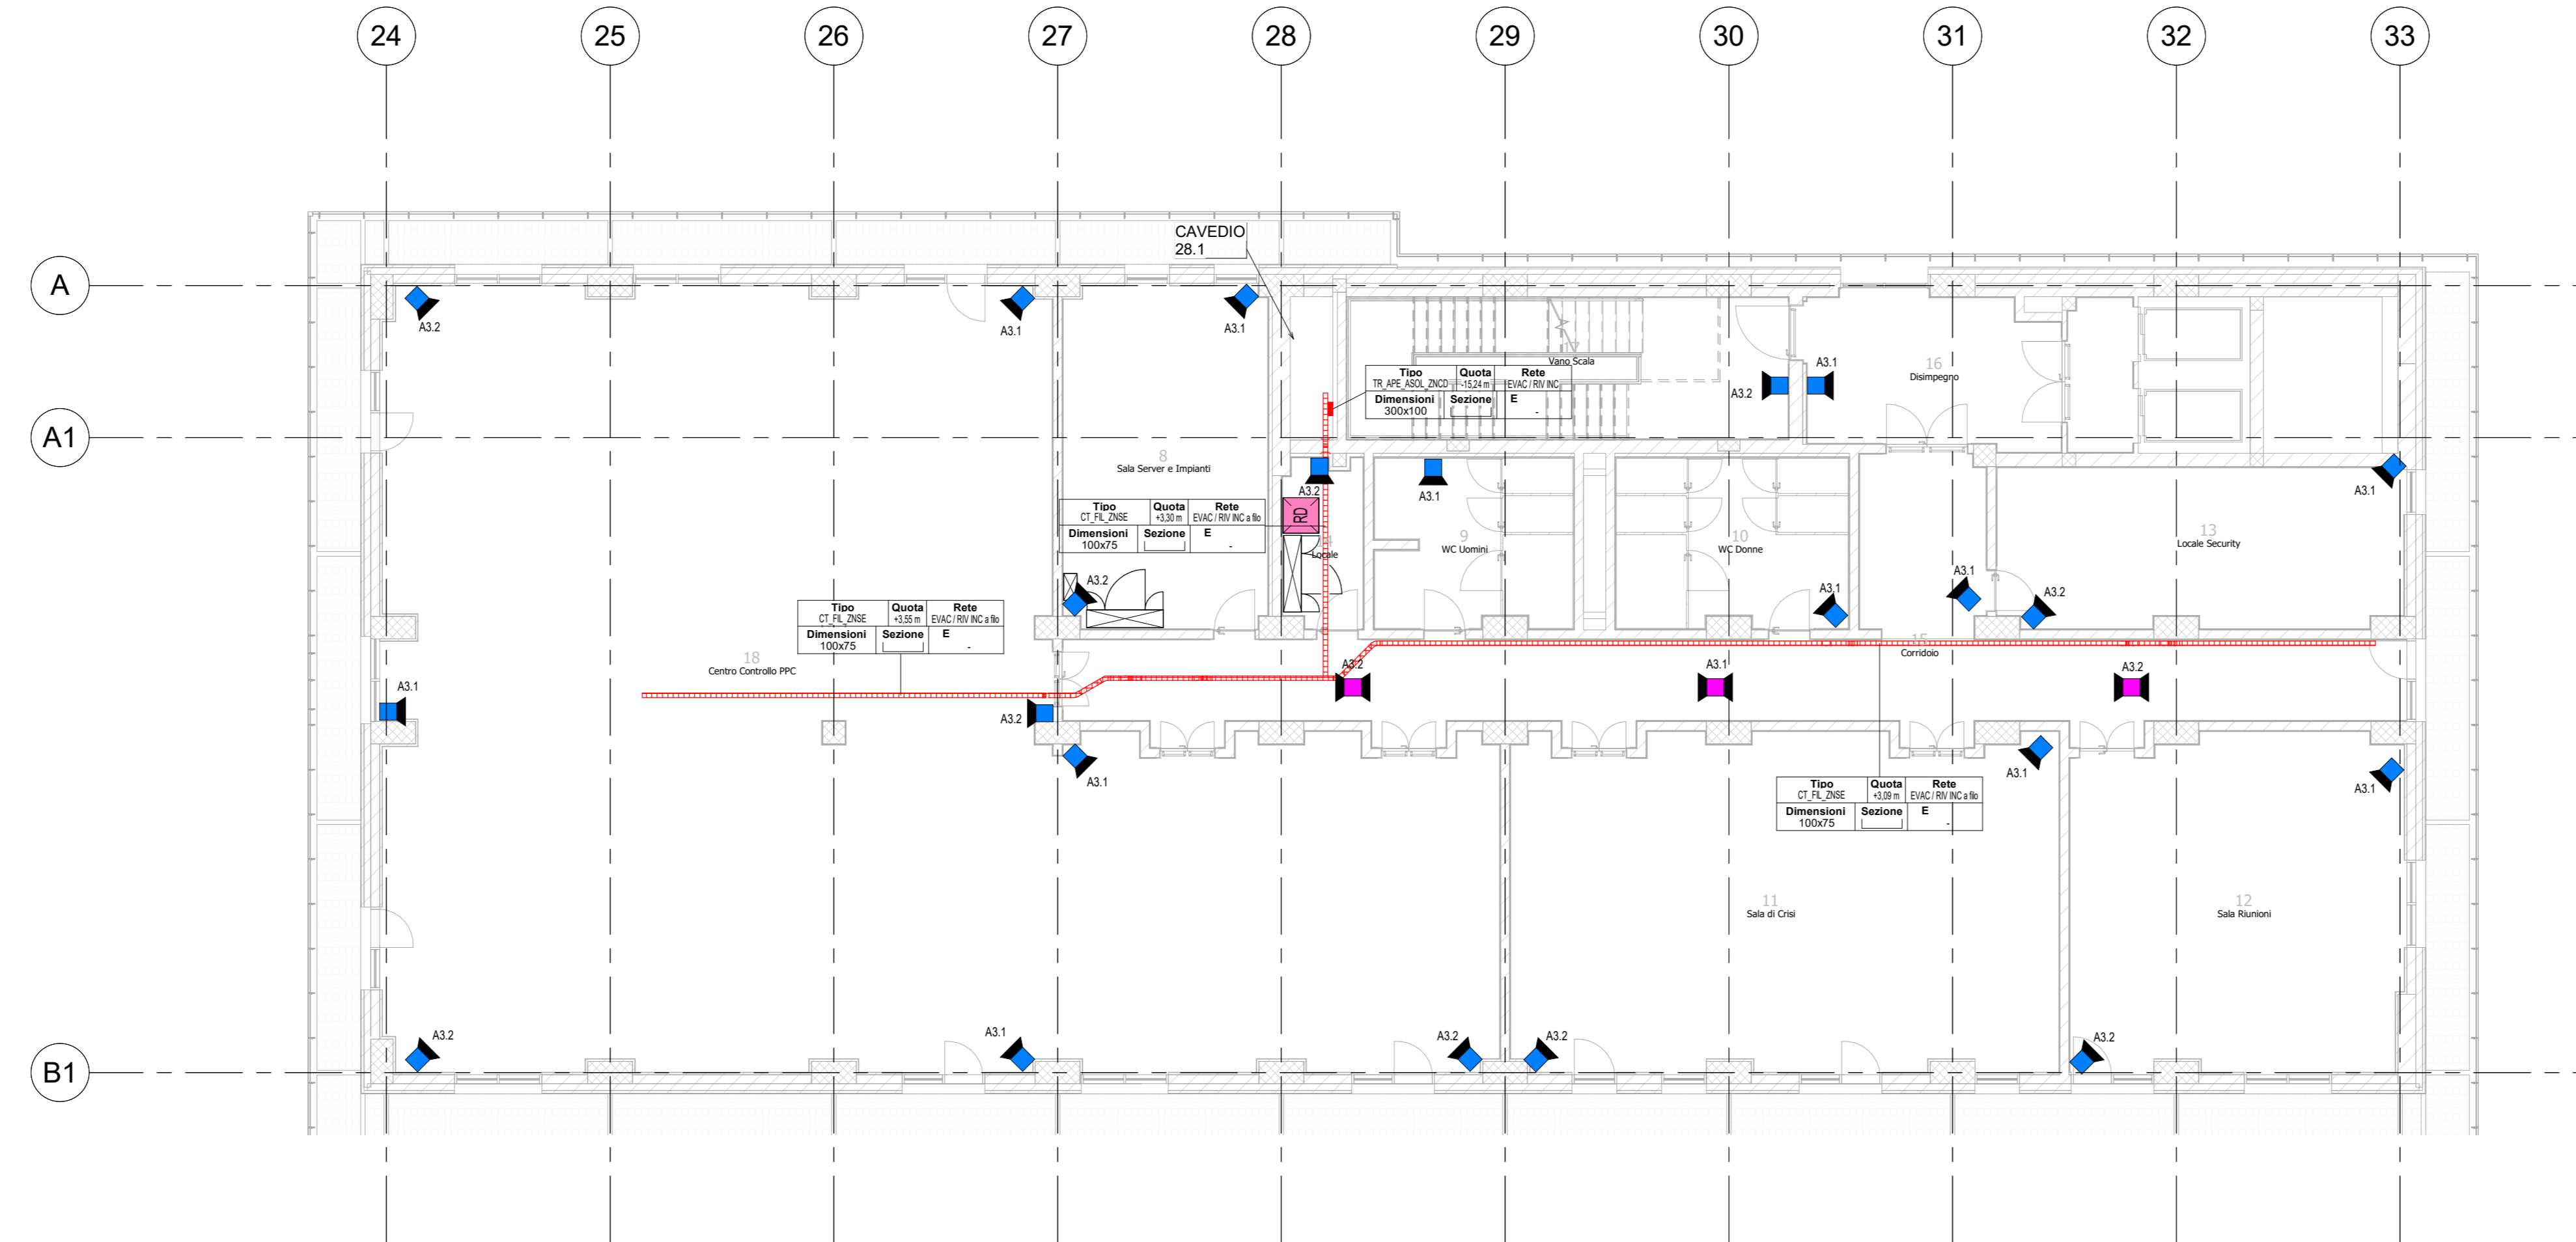 24 25 26 27 28 29 30 31 32 33
CAVEDIO
28.1
A
A3.2
A3.1
A3.1
17
Vano Scala
16
Disimpegno
Tipo Quota Rete
TR_APE_ASOL_ZNCD -15,24 m EVAC / RIV INC
Dimensioni Sezione E
300x100 -
A3.2
A3.1
A1
8
Sala Server e Impianti
A3.2
A3.1
A3.1
RD
Tipo Quota Rete
CT_FIL_ZNSE +3,30 m EVAC / RIV INC a filo
Dimensioni Sezione E
100x75 -
Locale
9
WC Uomini
10
WC Donne
13
Locale Security
A3.2
A3.1
A3.1
A3.2
Tipo Quota Rete
CT_FIL_ZNSE +3,55 m EVAC / RIV INC a filo
Dimensioni Sezione E
100x75 -
18
Centro Controllo PPC
15
Corridoio
A3.2
A3.1
A3.2
A3.1
A3.2
A3.1
A3.1
A3.1
Tipo Quota Rete
CT_FIL_ZNSE +3,09 m EVAC / RIV INC a filo
Dimensioni Sezione E
100x75 -
11
Sala di Crisi
12
Sala Riunioni
A3.2
A3.1
A3.2
A3.2
A3.2
B1